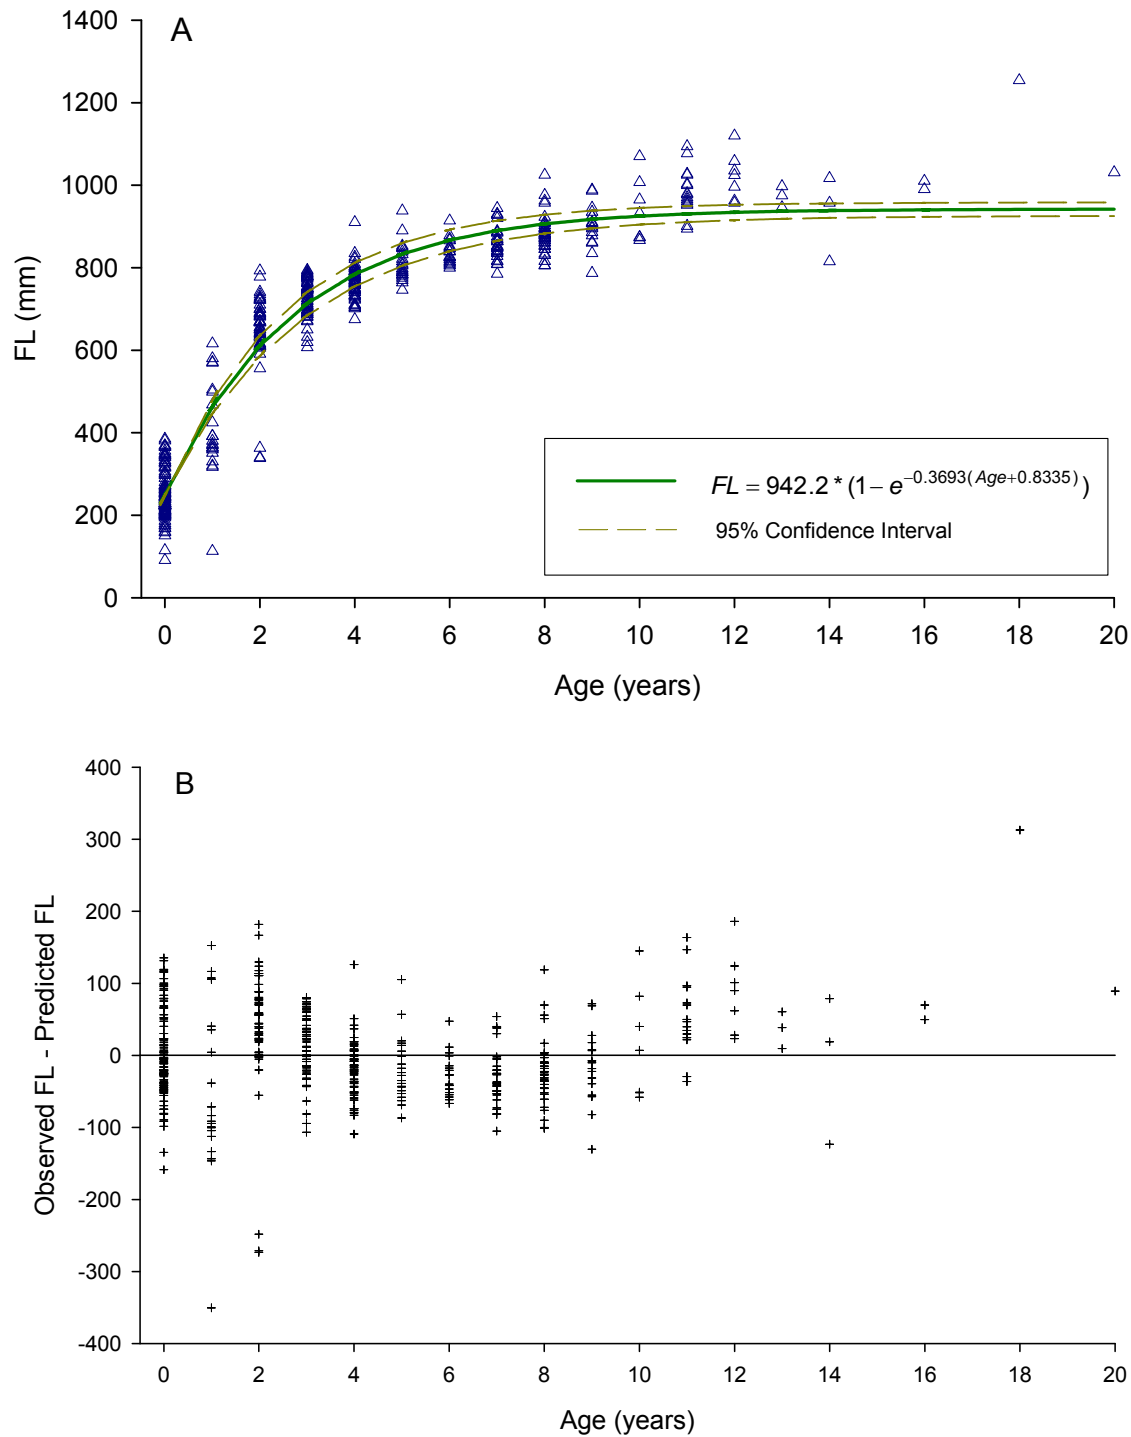 A
1400
1200
1000
800
600
400
200
0
FL (mm)
FL = 942.2 * (1− e^−0.3693(Age+0.8335))
95% Confidence Interval
0 2 4 6 8 10 12 14 16 18 20
Age (years)
B
400
300
200
100
0
-100
-200
-300
-400
Observed FL - Predicted FL
0 2 4 6 8 10 12 14 16 18 20
Age (years)